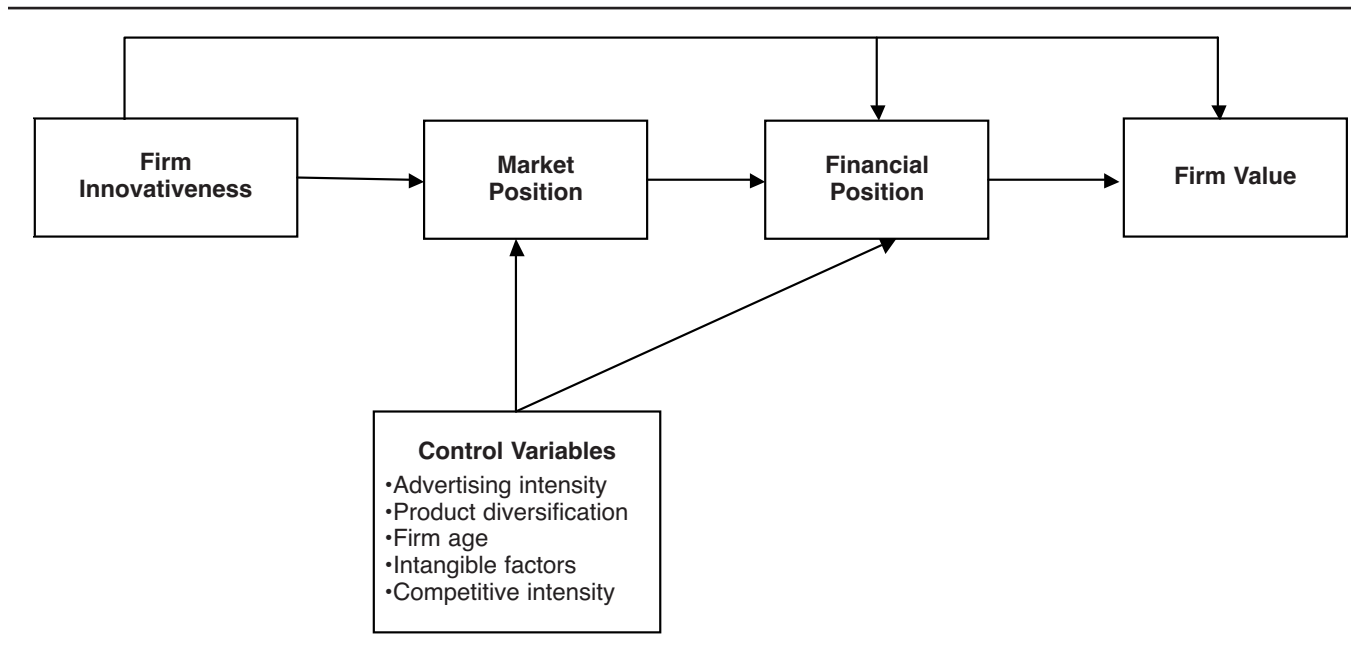 Firm
Innovativeness
Market
Position
Financial
Position
Firm Value
Control Variables
•Advertising intensity
•Product diversification
•Firm age
•Intangible factors
•Competitive intensity